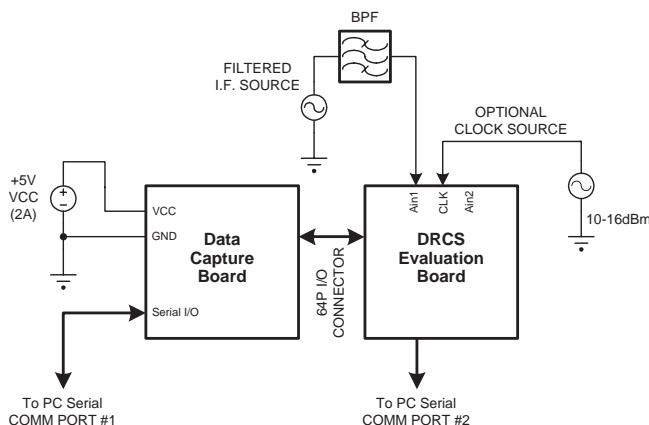 BPF
FILTERED
I.F. SOURCE
OPTIONAL
CLOCK SOURCE
+5V
VCC
(2A)
+
−
VCC
GND
Data
Capture
Board
Serial I/O
64P I/O
CONNECTOR
Ain1
CLK
Ain2
DRCS
Evaluation
Board
10-16dBm
To PC Serial
COMM PORT #1
To PC Serial
COMM PORT #2